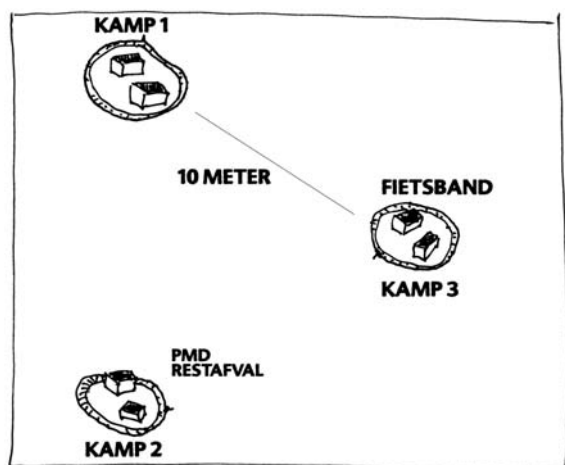 KAMP 1
10 METER
FIETSBAND
KAMP 3
PMD
RESTAFVAL
KAMP 2